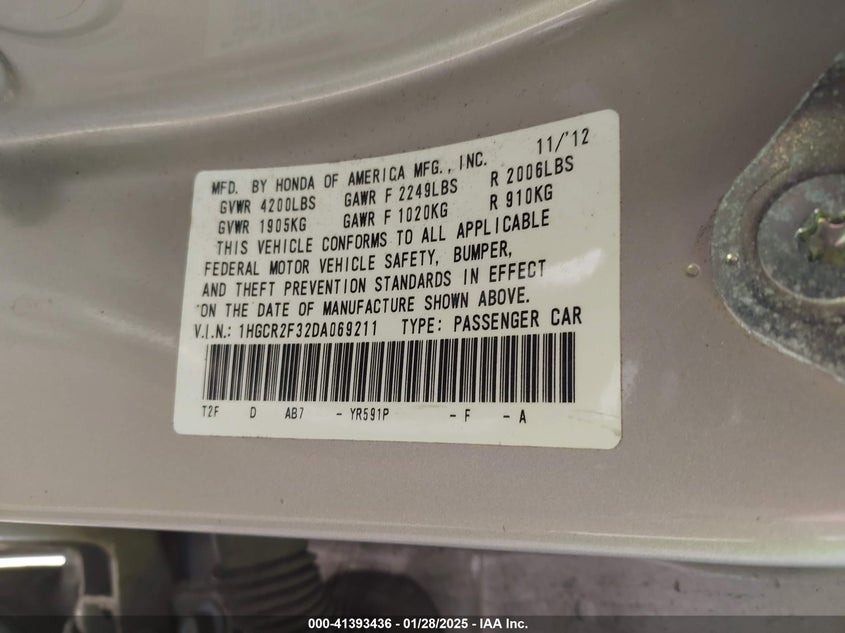 MFD. BY HONDA OF AMERICA MFG., INC. 11/'12
GVWR 4200LBS GAWR F 2249LBS R 2006LBS
GVWR 1905KG GAWR F 1020KG R 910KG
THIS VEHICLE CONFORMS TO ALL APPLICABLE
FEDERAL MOTOR VEHICLE SAFETY, BUMPER,
AND THEFT PREVENTION STANDARDS IN EFFECT
ON THE DATE OF MANUFACTURE SHOWN ABOVE.
V.I.N.: 1HGCR2F32DA069211 TYPE: PASSENGER CAR
T2F D AB7 - YR591P - F - A
000-41393436 - 01/28/2025 - IAA Inc.